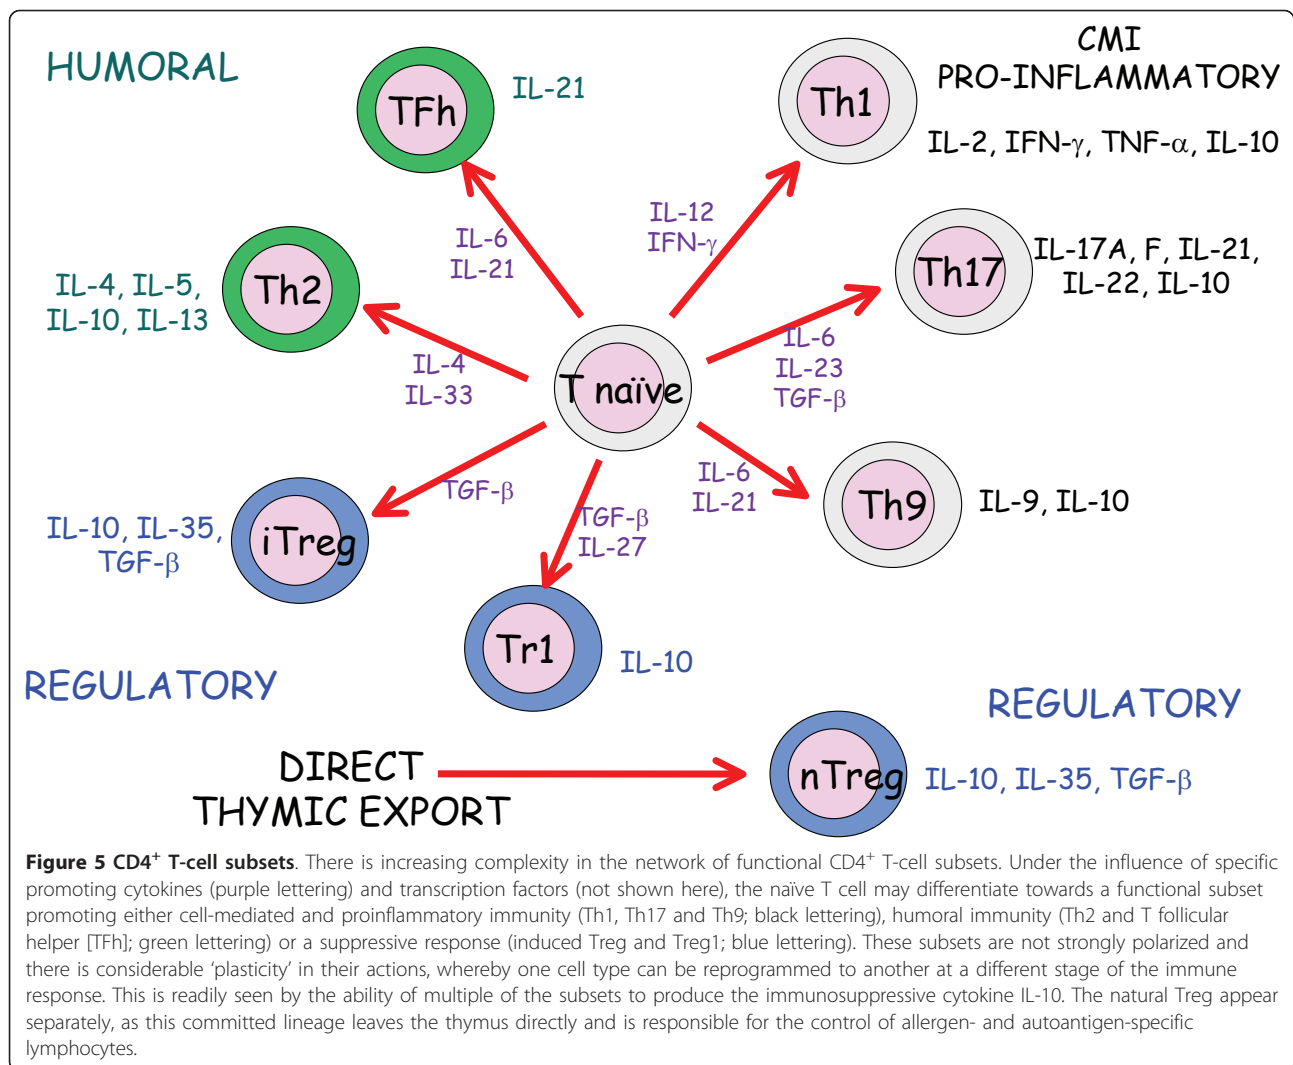 HUMORAL
TFh
IL-21
Th1
CMI
PRO-INFLAMMATORY
IL-2, IFN-γ, TNF-α, IL-10
IL-6
IL-21
IL-12
IFN-γ
Th2
IL-4, IL-5,
IL-10, IL-13
Th17
IL-17A, F, IL-21,
IL-22, IL-10
IL-4
IL-33
T naïve
IL-6
IL-23
TGF-β
iTreg
IL-10, IL-35,
TGF-β
TGF-β
TGF-β
IL-27
IL-6
IL-21
Th9
IL-9, IL-10
Tr1
IL-10
REGULATORY
REGULATORY
DIRECT
THYMIC EXPORT
nTreg
IL-10, IL-35, TGF-β
Figure 5 CD4⁺ T-cell subsets. There is increasing complexity in the network of functional CD4⁺ T-cell subsets. Under the influence of specific
promoting cytokines (purple lettering) and transcription factors (not shown here), the naïve T cell may differentiate towards a functional subset
promoting either cell-mediated and proinflammatory immunity (Th1, Th17 and Th9; black lettering), humoral immunity (Th2 and T follicular
helper [TFh]; green lettering) or a suppressive response (induced Treg and Treg1; blue lettering). These subsets are not strongly polarized and
there is considerable 'plasticity' in their actions, whereby one cell type can be reprogrammed to another at a different stage of the immune
response. This is readily seen by the ability of multiple of the subsets to produce the immunosuppressive cytokine IL-10. The natural Treg appear
separately, as this committed lineage leaves the thymus directly and is responsible for the control of allergen- and autoantigen-specific
lymphocytes.